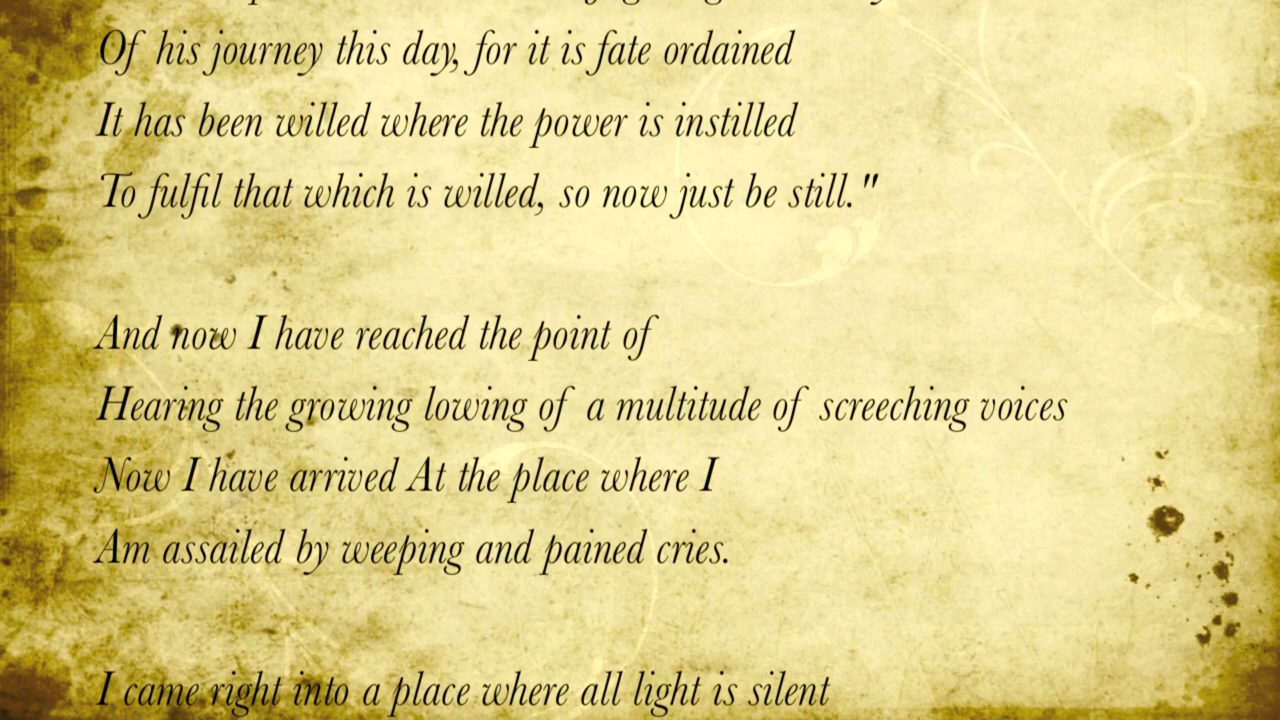 Of his journey this day, for it is fate ordained
It has been willed where the power is instilled
To fulfil that which is willed, so now just be still."
And now I have reached the point of
Hearing the growing lowing of a multitude of screeching voices
Now I have arrived At the place where I
Am assailed by weeping and pained cries.
I came right into a place where all light is silent